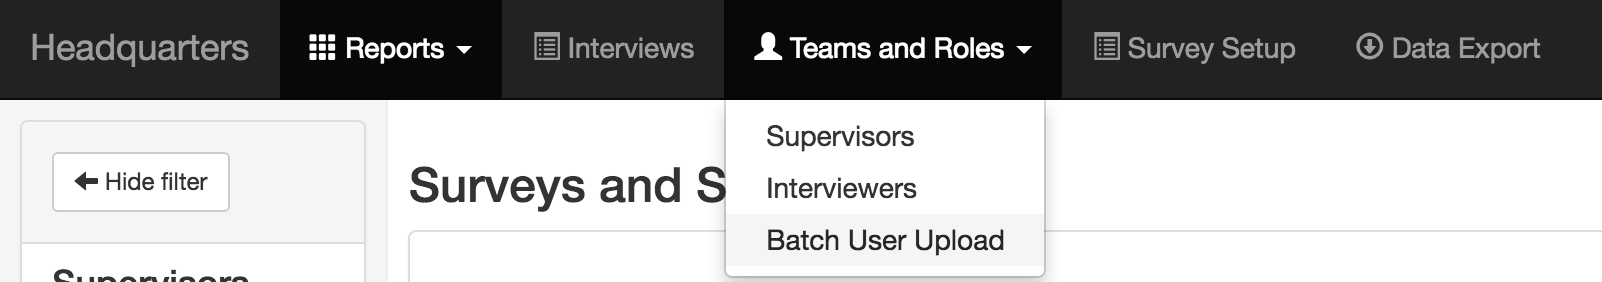 Headquarters Reports Interviews Teams and Roles Survey Setup Data Export
Supervisors
Interviewers
Batch User Upload
Hide filter
Surveys and S
Supervisors